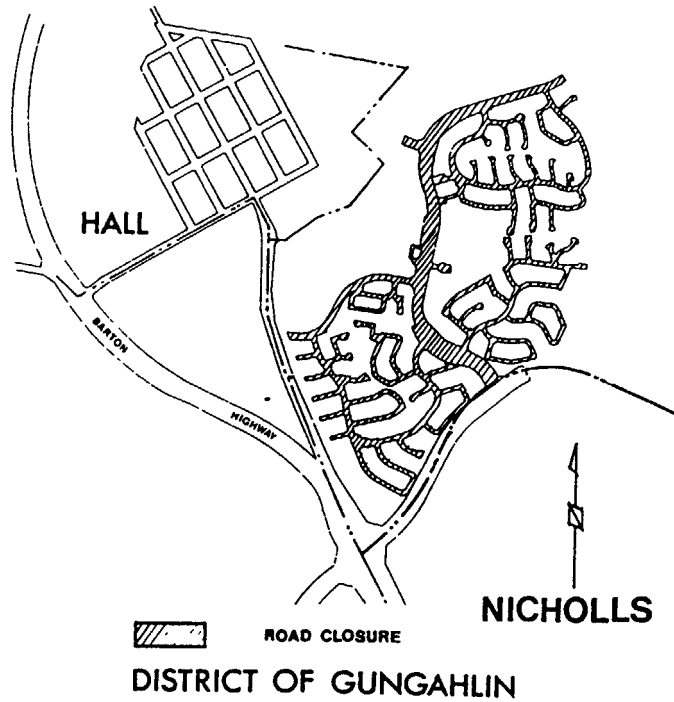 HALL
BARTON
HIGHWAY
NICHOLLS
ROAD CLOSURE
DISTRICT OF GUNGAHLIN